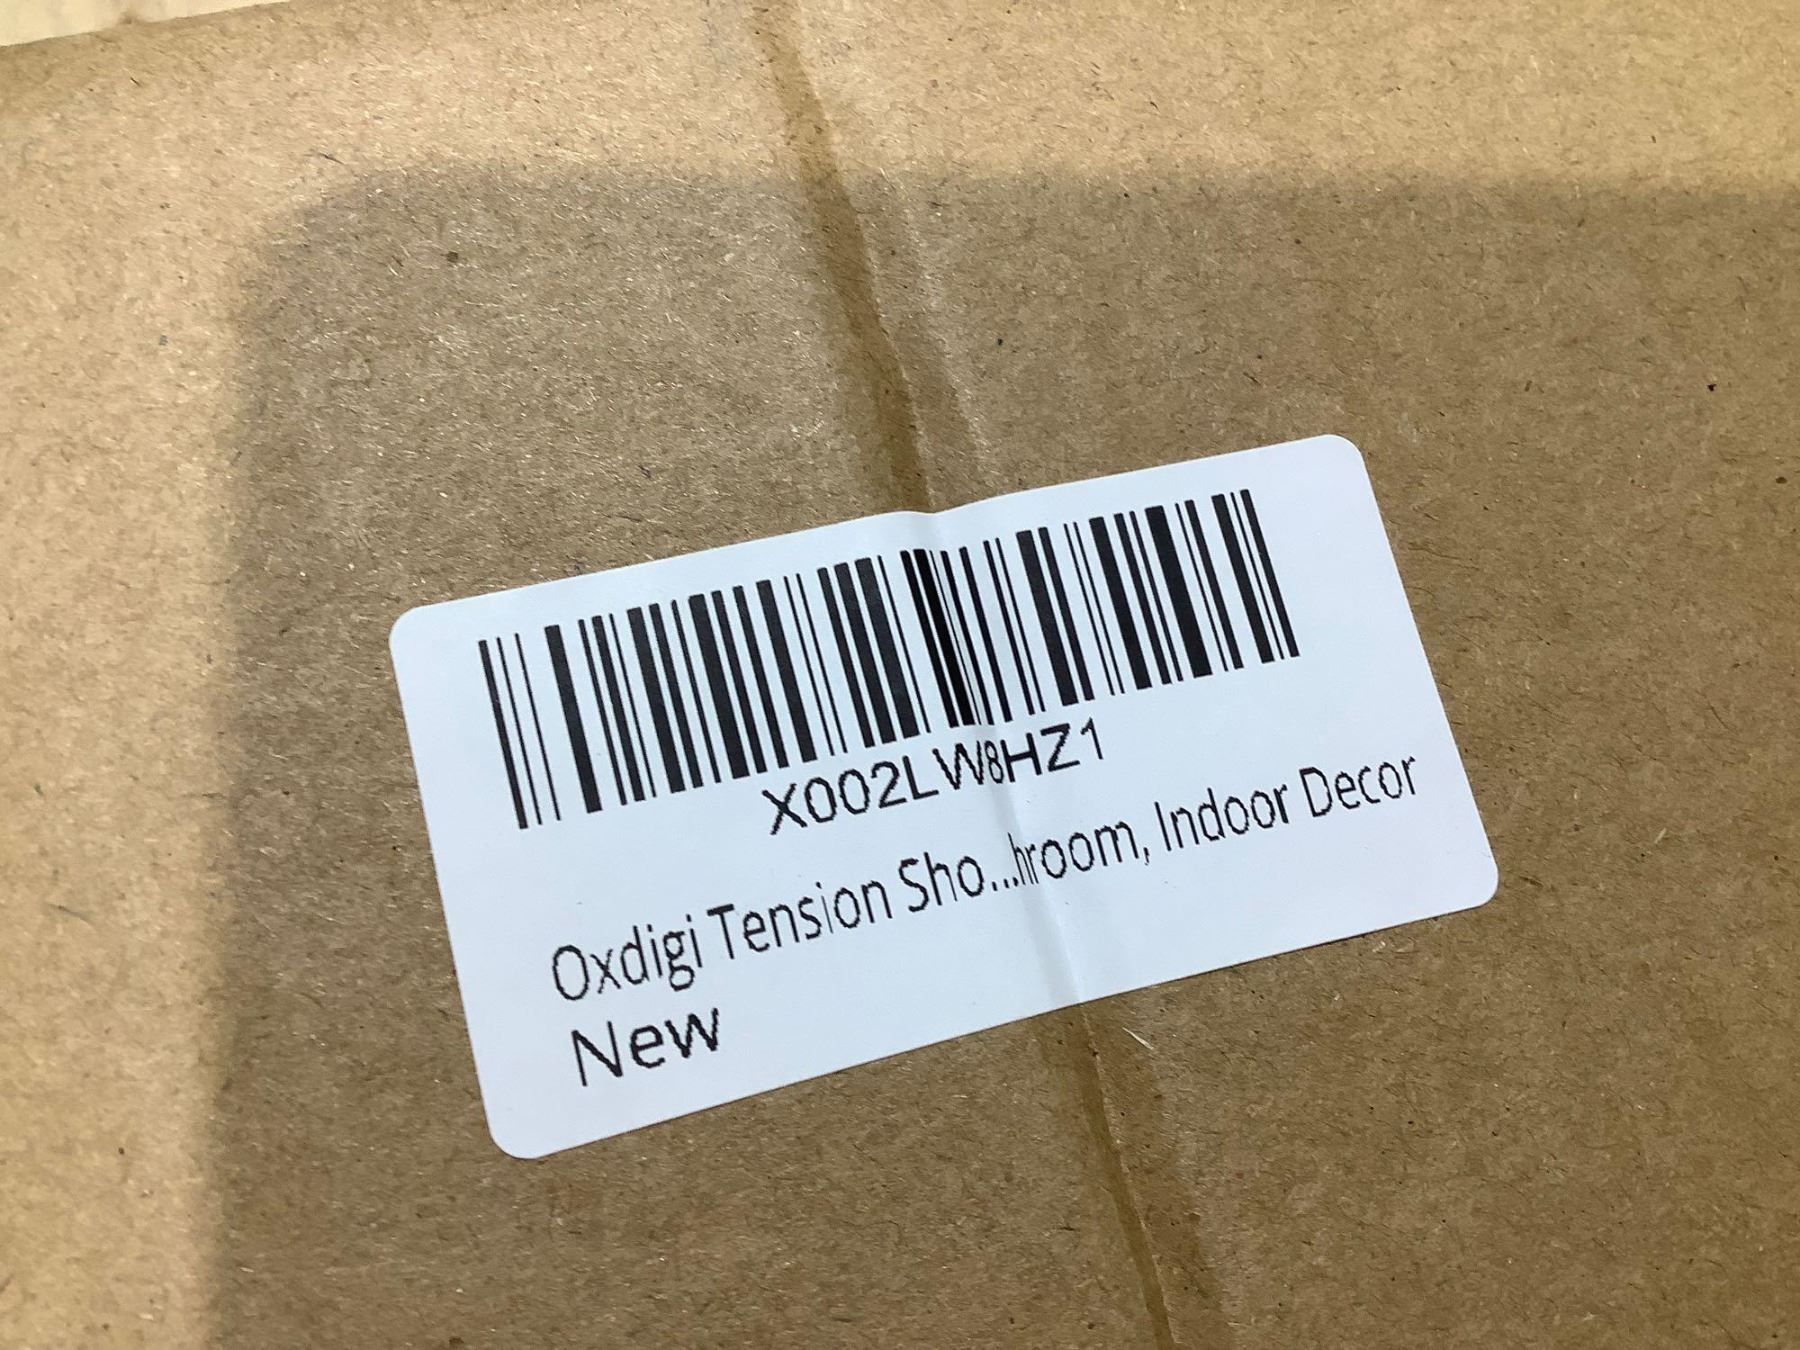 X002LW8HZ1
Oxdigi Tension Sho...hroom, Indoor Decor
New